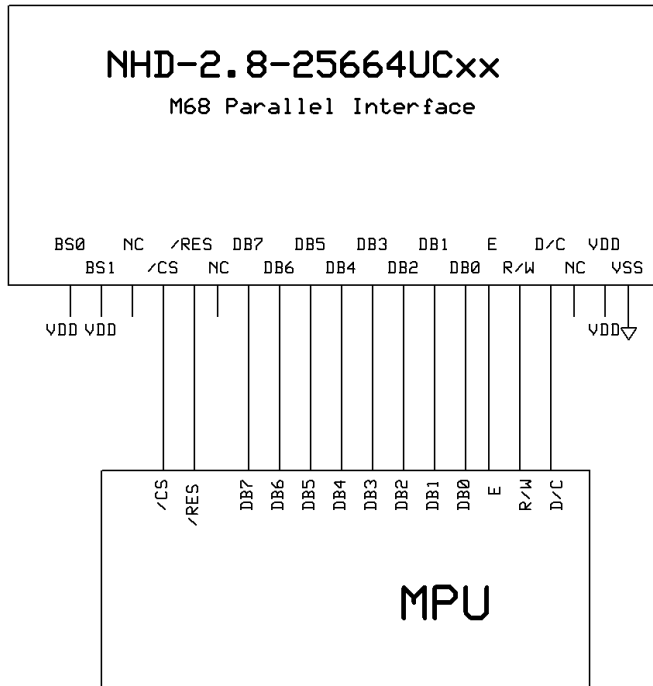 NHD-2.8-25664UCxx
M68 Parallel Interface
BS0 NC /RES DB7 DB5 DB3 DB1 E D/C VDD
BS1 /CS NC DB6 DB4 DB2 DB0 R/W NC VSS
VDD VDD VDD
/CS /RES DB7 DB6 DB5 DB4 DB3 DB2 DB1 DB0 E R/W D/C
MPU